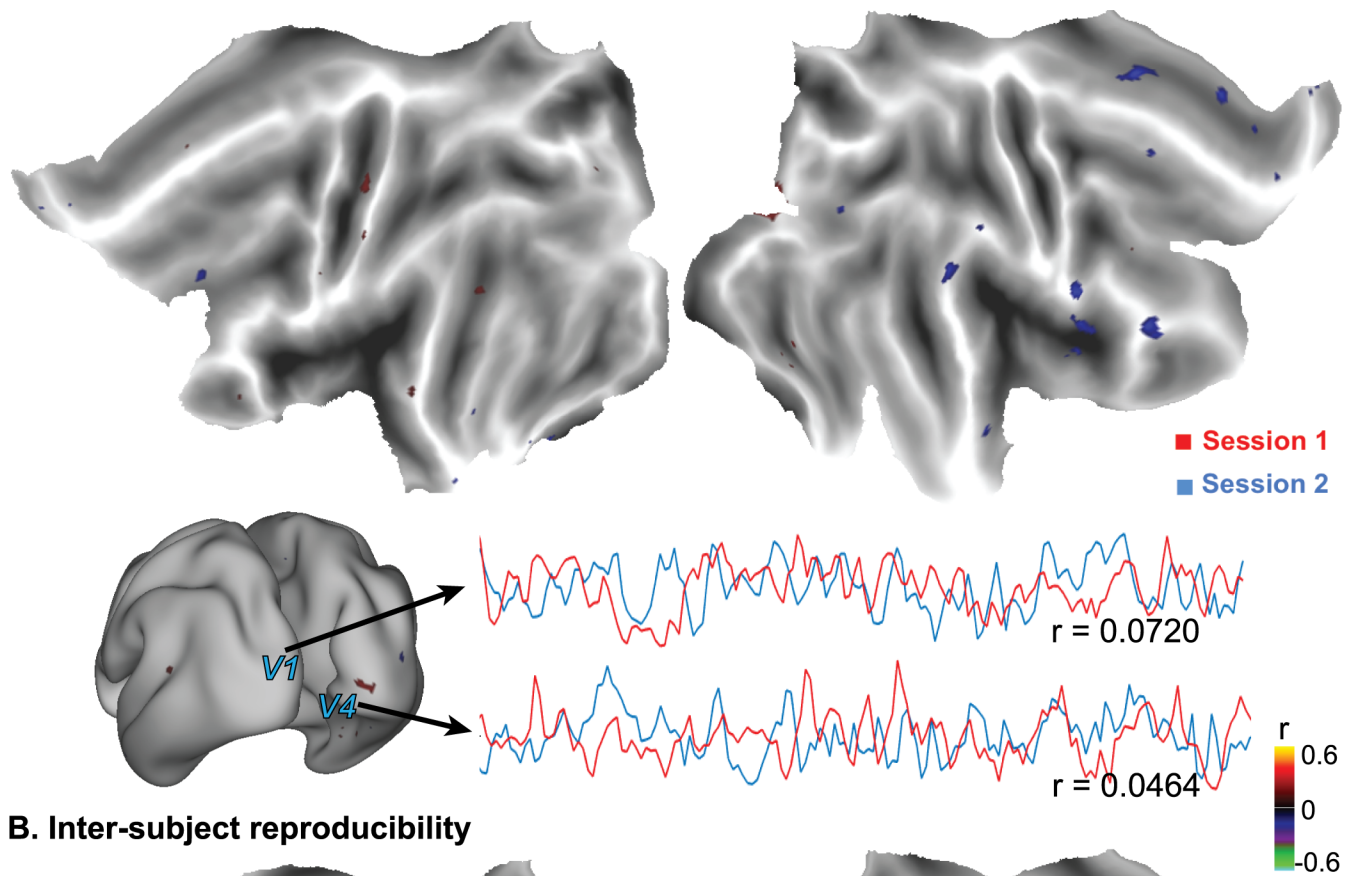 Session 1
Session 2
V1
r = 0.0720
V4
r = 0.0464
r
0.6
0
-0.6
B. Inter-subject reproducibility